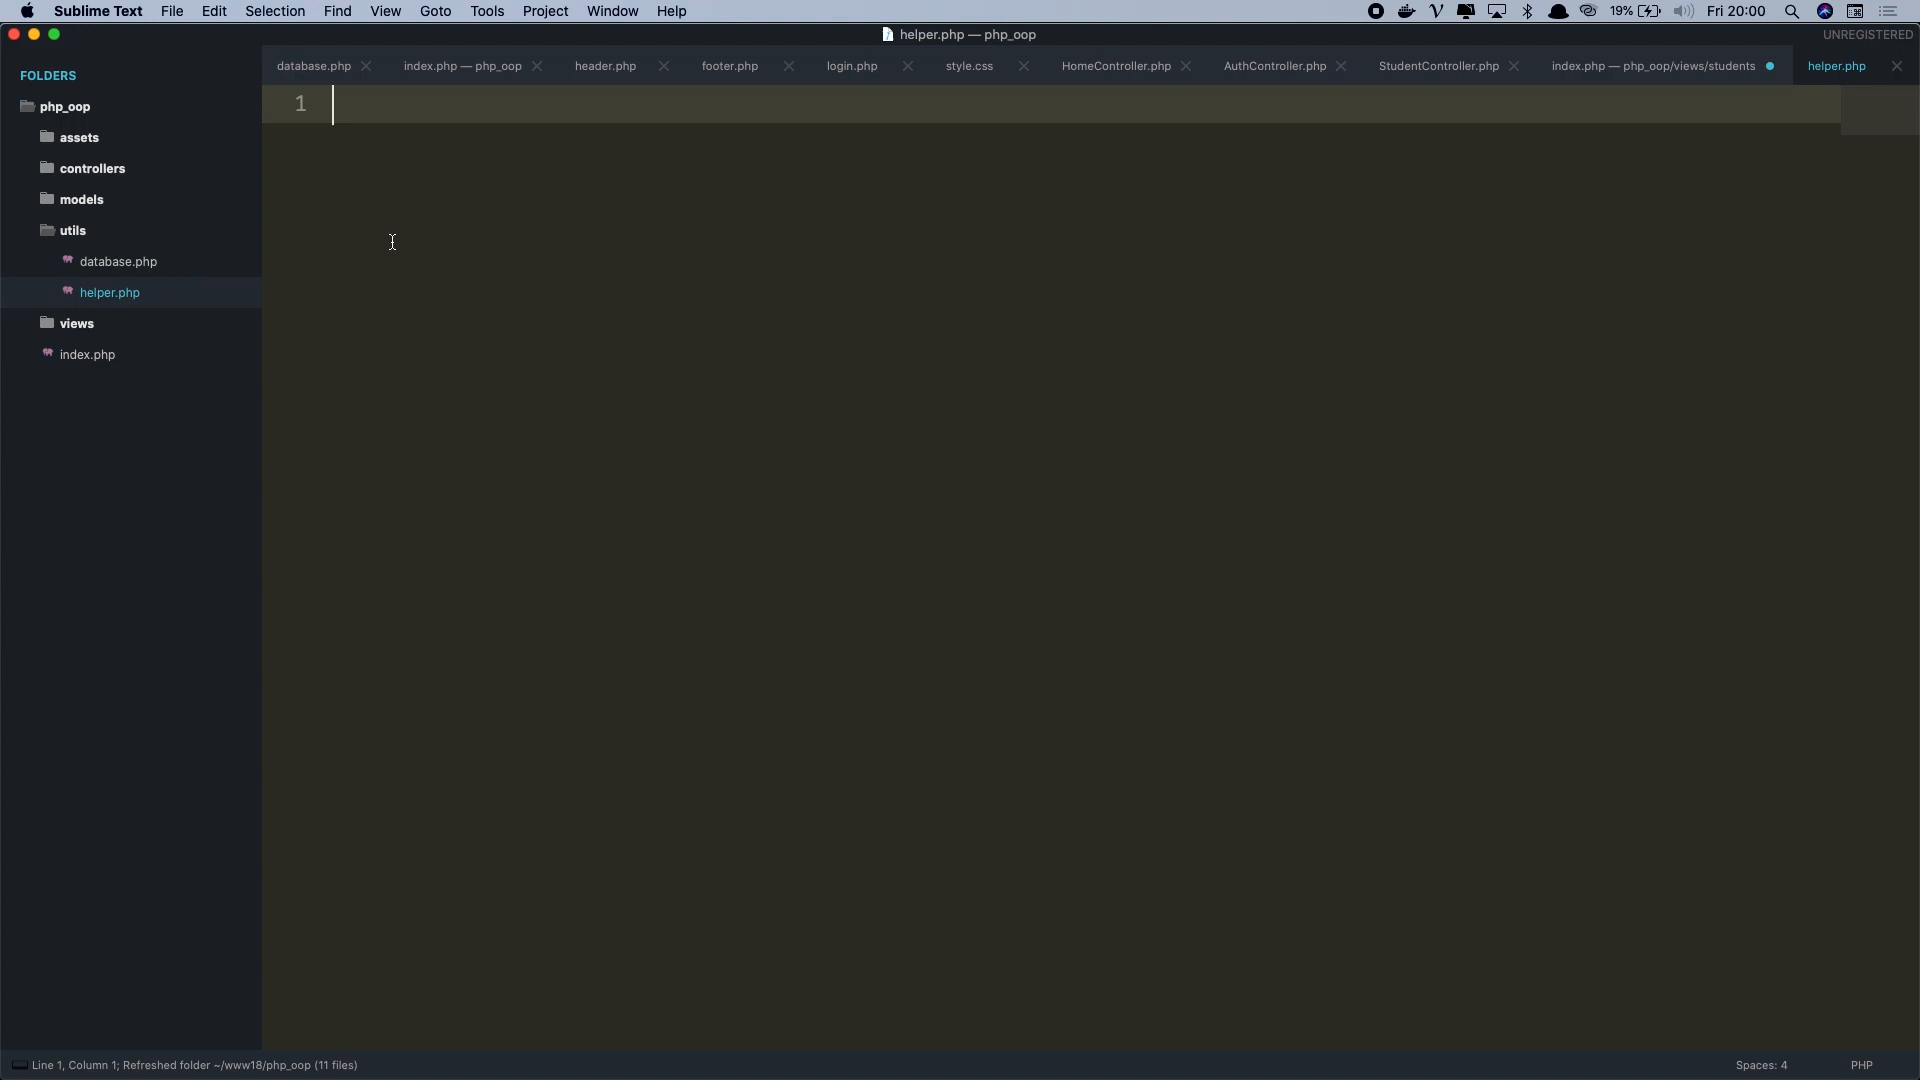 Sublime Text File Edit Selection Find View Goto Tools Project Window Help 19% Fri 20:00
helper.php — php_oop UNREGISTERED
FOLDERS
php_oop
assets
controllers
models
utils
database.php
helper.php
views
index.php
database.php index.php — php_oop header.php footer.php login.php style.css HomeController.php AuthController.php StudentController.php index.php — php_oop/views/students helper.php
1
Line 1, Column 1; Refreshed folder ~/www18/php_oop (11 files) Spaces: 4 PHP